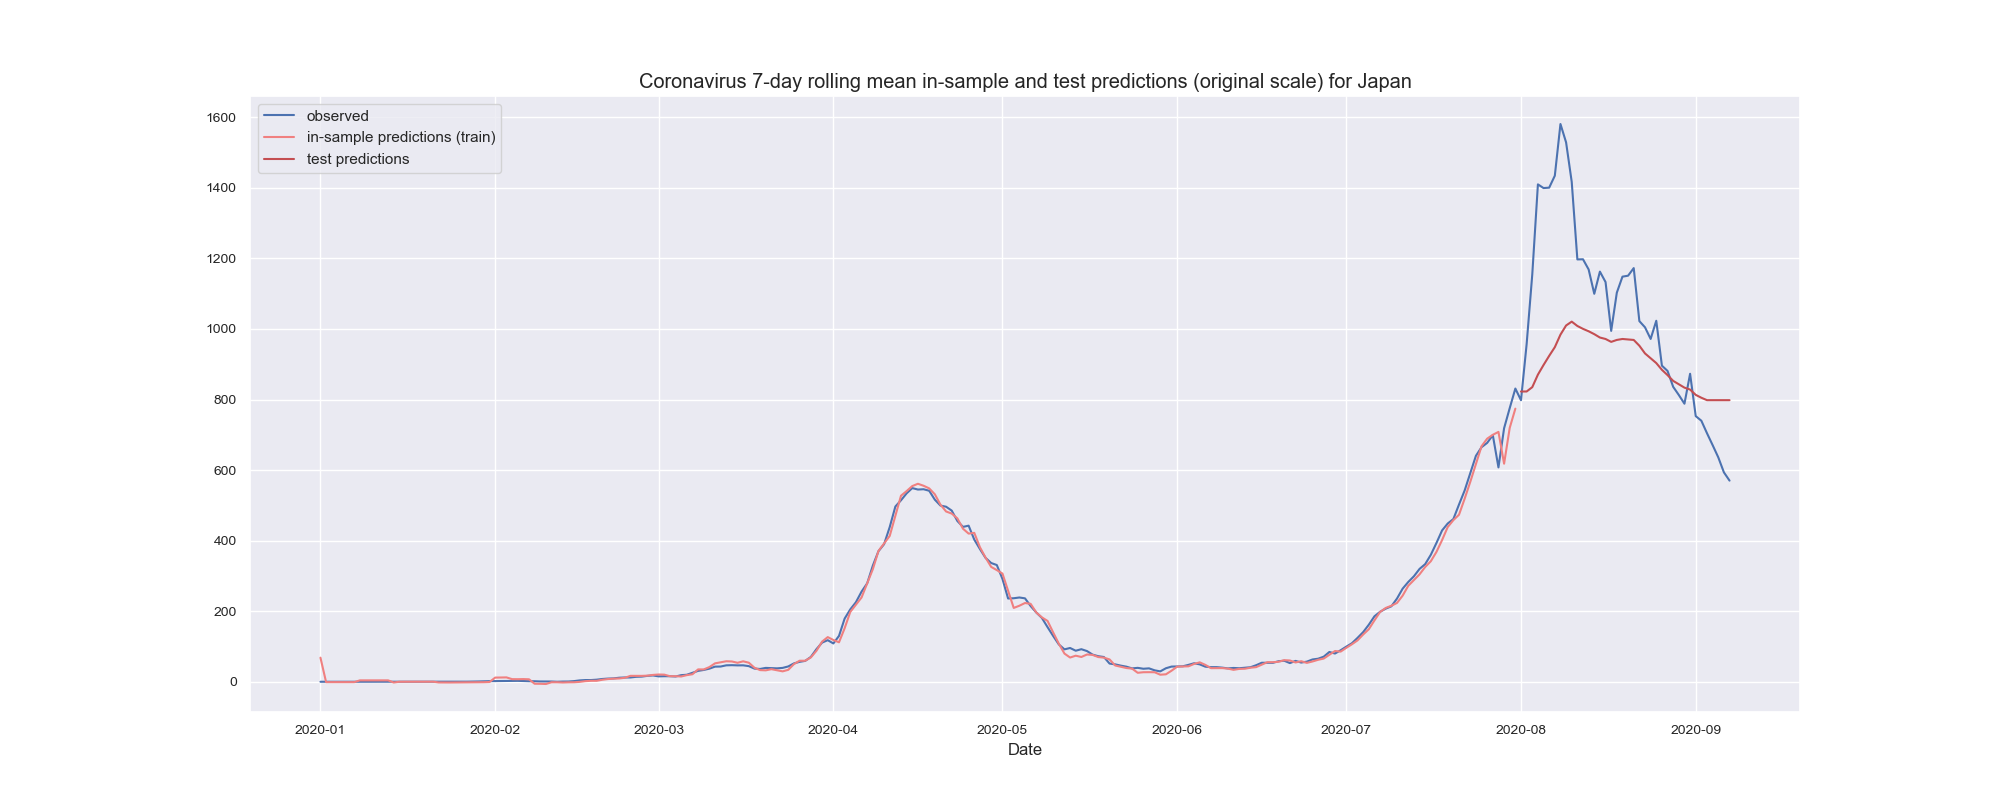 Coronavirus 7-day rolling mean in-sample and test predictions (original scale) for Japan
observed
in-sample predictions (train)
test predictions
1600
1400
1200
1000
800
600
400
200
0
2020-01 2020-02 2020-03 2020-04 2020-05 2020-06 2020-07 2020-08 2020-09
Date